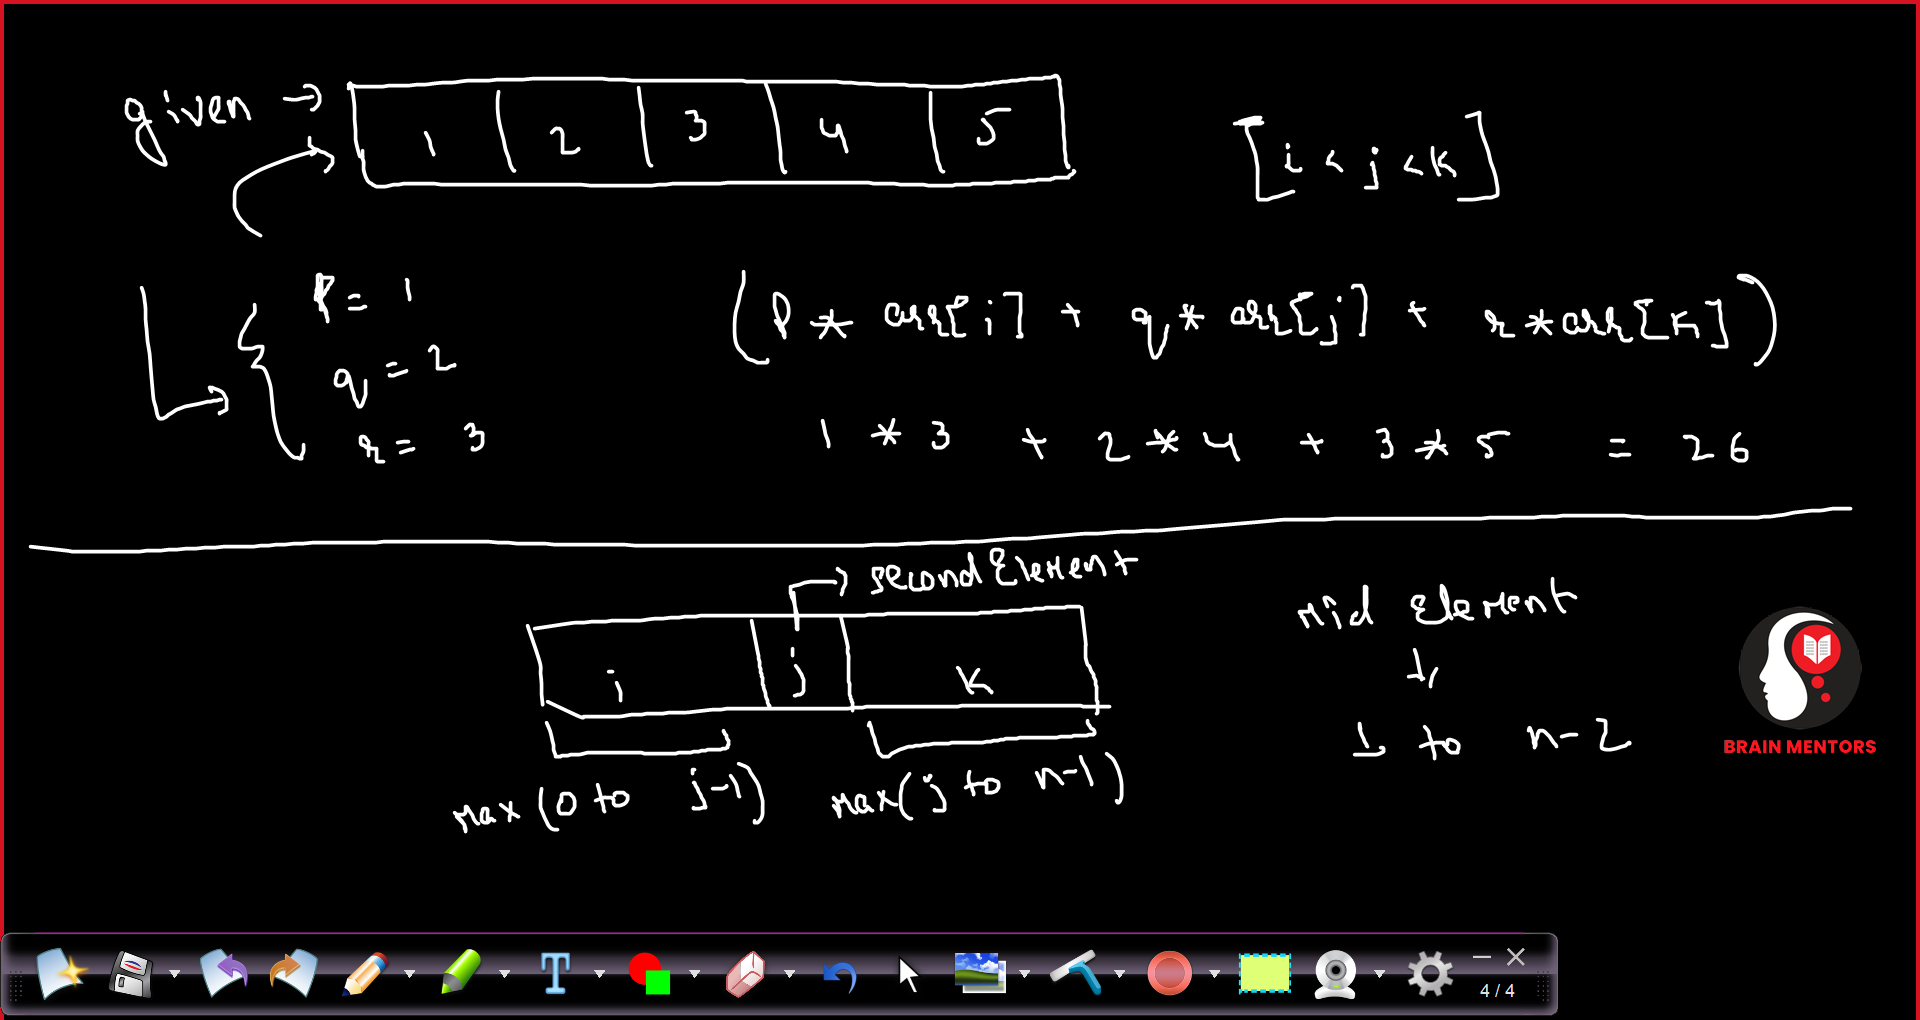 given → 1 2 3 4 5
[i < j < k]
P = 1
q = 2
r = 3
(P * arr[i] + q * arr[j] + r * arr[k])
1 * 3 + 2 * 4 + 3 * 5 = 26
→ second Element
i j k
max (0 to j-1) max(j to n-1)
Mid Element
↓
1 to n-2
BRAIN MENTORS
T
4 / 4